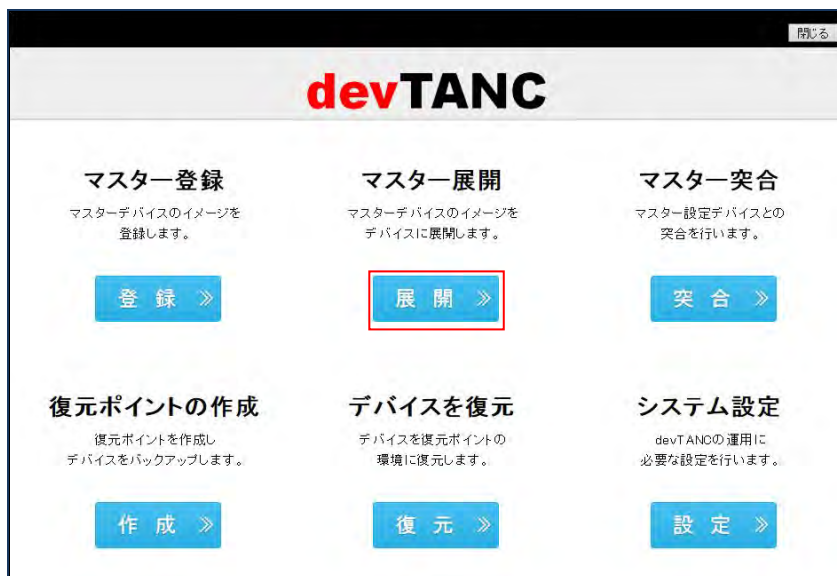 閉じる
devTANC
マスター登録
マスターデバイスのイメージを
登録します。
登 録 》
マスター展開
マスターデバイスのイメージを
デバイスに展開します。
展 開 》
マスター突合
マスター設定デバイスとの
突合を行います。
突 合 》
復元ポイントの作成
復元ポイントを作成し
デバイスをバックアップします。
作 成 》
デバイスを復元
デバイスを復元ポイントの
環境に復元します。
復 元 》
システム設定
devTANCの運用に
必要な設定を行います。
設 定 》